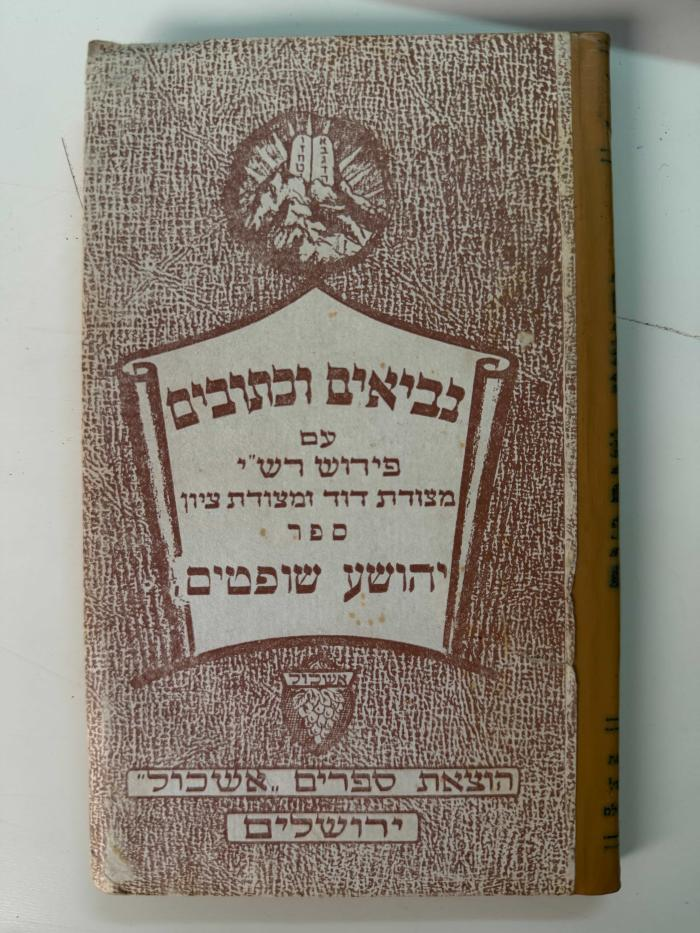 נביאים וכתובים
עם
פירוש רש"י
מצודת דוד ומצודת ציון
ספר
יהושע שופטים
אשכול
הוצאת ספרים „אשכול"
ירושלים